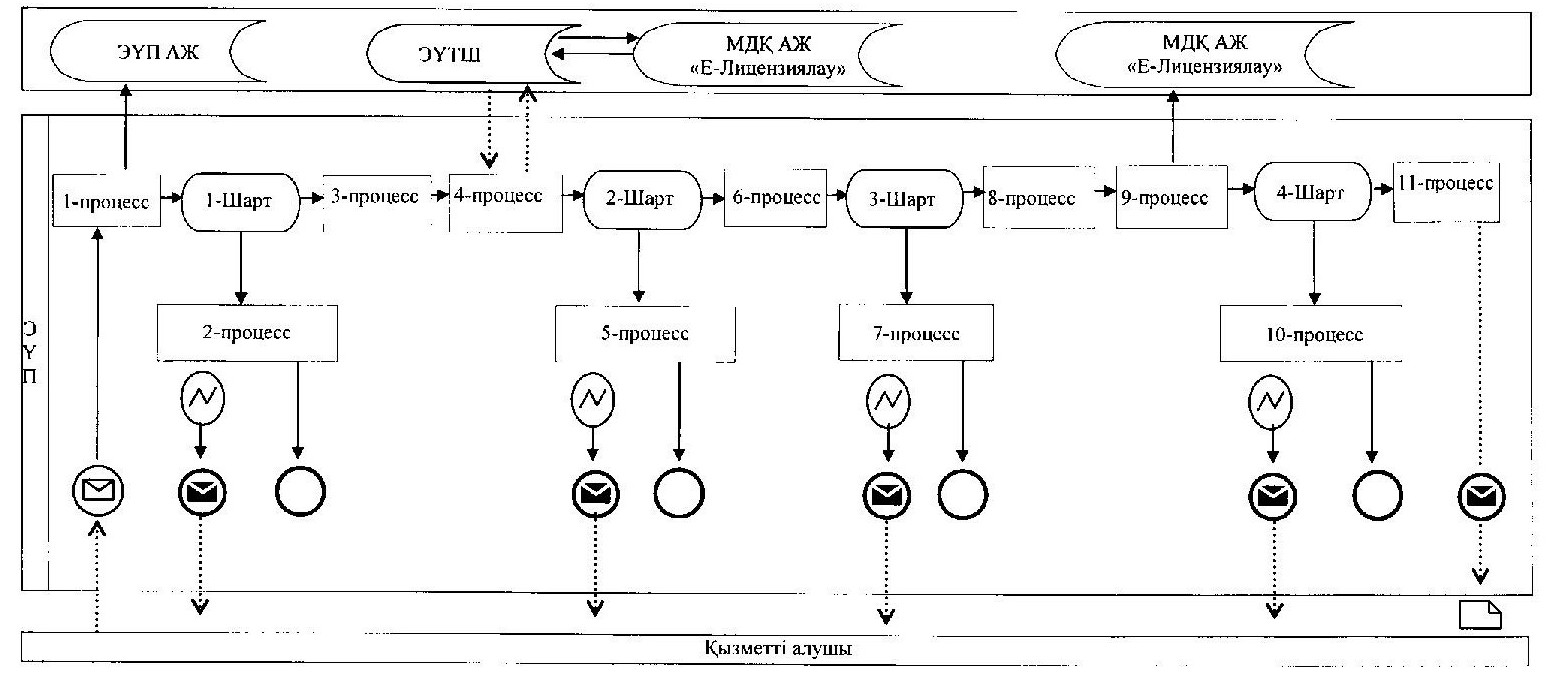 ЭҮП АЖ
ЭҮТШ
МДҚ АЖ
«Е-Лицензиялау»
МДҚ АЖ
«Е-Лицензиялау»
1-процесс
1-Шарт
3-процесс
4-процесс
2-Шарт
6-процесс
3-Шарт
8-процесс
9-процесс
4-Шарт
11-процесс
2-процесс
5-процесс
7-процесс
10-процесс
Э
Ү
П
Қызметті алушы